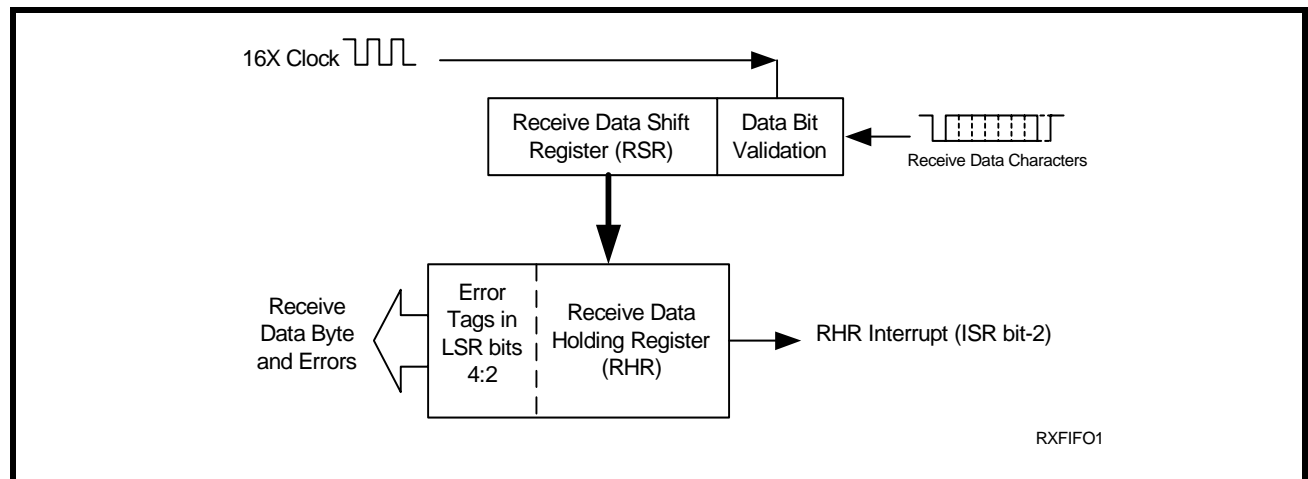 16X Clock
Receive Data Shift
Register (RSR)
Data Bit
Validation
Receive Data Characters
Receive
Data Byte
and Errors
Error
Tags in
LSR bits
4:2
Receive Data
Holding Register
(RHR)
RHR Interrupt (ISR bit-2)
RXFIFO1